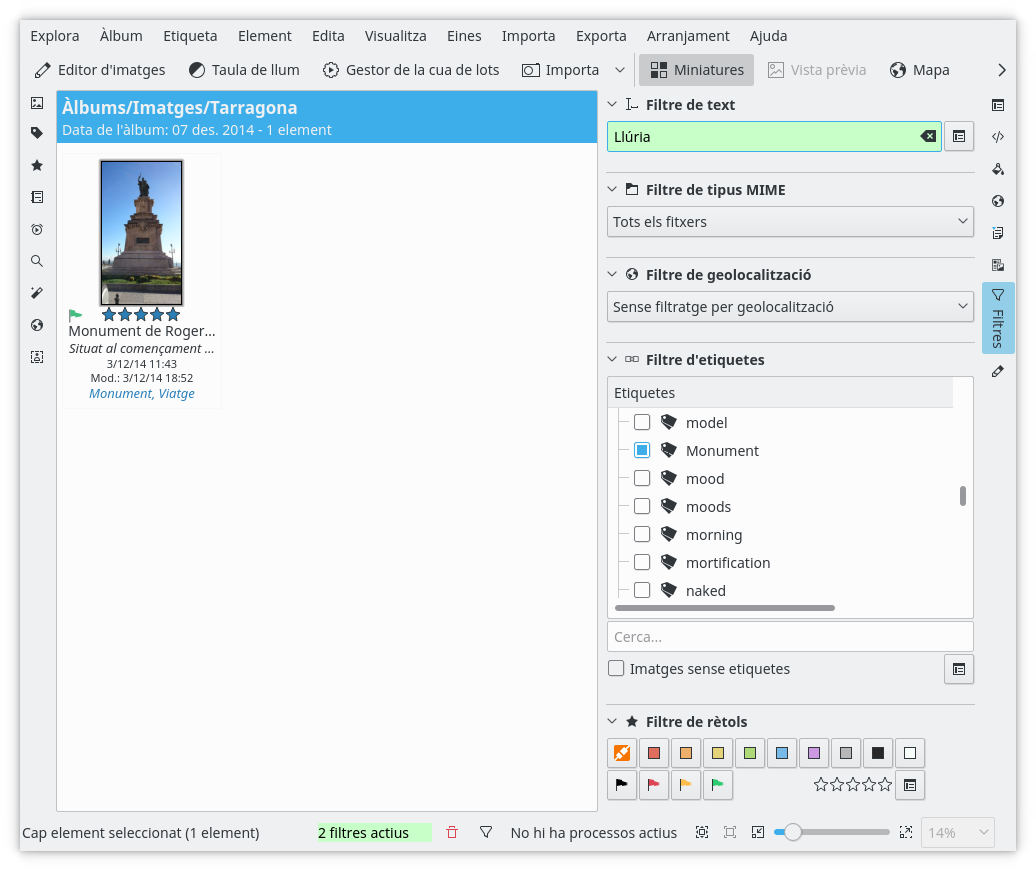 Explora Àlbum Etiqueta Element Edita Visualitza Eines Importa Exporta Arranjament Ajuda
Editor d'imatges Taula de llum Gestor de la cua de lots Importa Miniatures Vista prèvia Mapa
Àlbums/Imatges/Tarragona
Data de l'àlbum: 07 des. 2014 - 1 element
Monument de Roger...
Situat al començament ...
3/12/14 11:43
Mod.: 3/12/14 18:52
Monument, Viatge
Filtre de text
Llúria
Filtre de tipus MIME
Tots els fitxers
Filtre de geolocalització
Sense filtratge per geolocalització
Filtre d'etiquetes
Etiquetes
model
Monument
mood
moods
morning
mortification
naked
Cerca...
Imatges sense etiquetes
Filtre de rètols
Filtres
Cap element seleccionat (1 element) 2 filtres actius No hi ha processos actius 14%